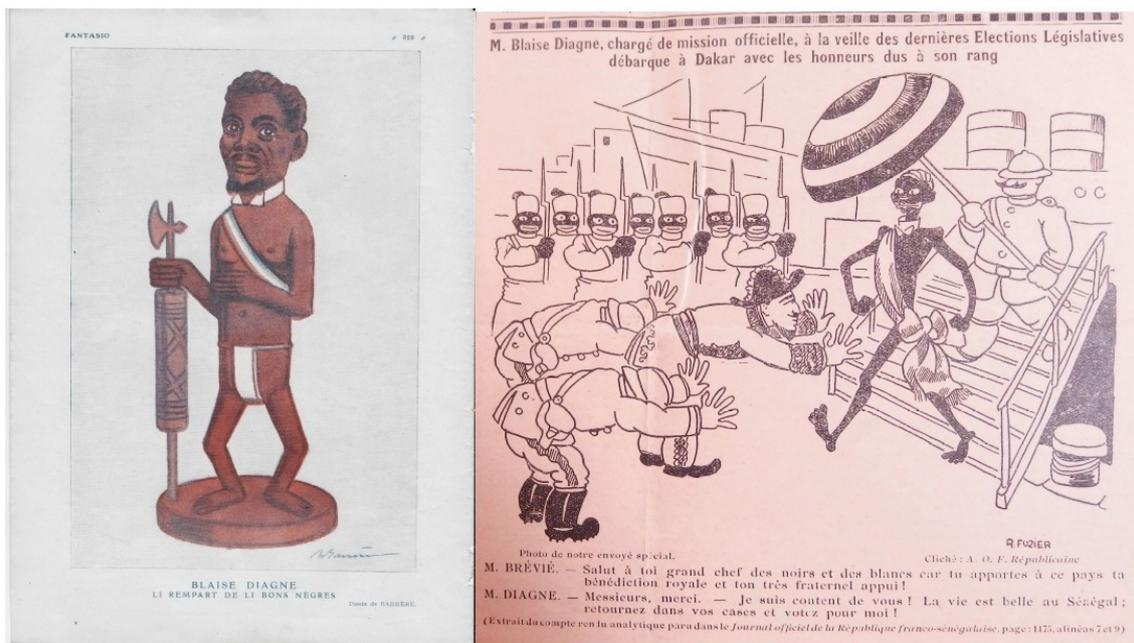 FANTASIO
BLAISE DIAGNE
LI REMPART DE LI BONS NÈGRES
Dessin de BARRÈRE.
M. Blaise Diagne, chargé de mission officielle, à la veille des dernières Elections Législatives
débarque à Dakar avec les honneurs dus à son rang
R. FUZIER
Photo de notre envoyé spécial.
Cliché : A. O. F. Républicaine
M. BRÉVIÉ. — Salut à toi grand chef des noirs et des blancs car tu apportes à ce pays ta
bénédiction royale et ton très fraternel appui !
M. DIAGNE. — Messieurs, merci. — Je suis content de vous ! La vie est belle au Sénégal ;
retournez dans vos cases et votez pour moi !
(Extrait du compte rendu analytique paru dans le Journal officiel de la République franco-sénégalaise, page : 1175, alinéas 7 et 9)